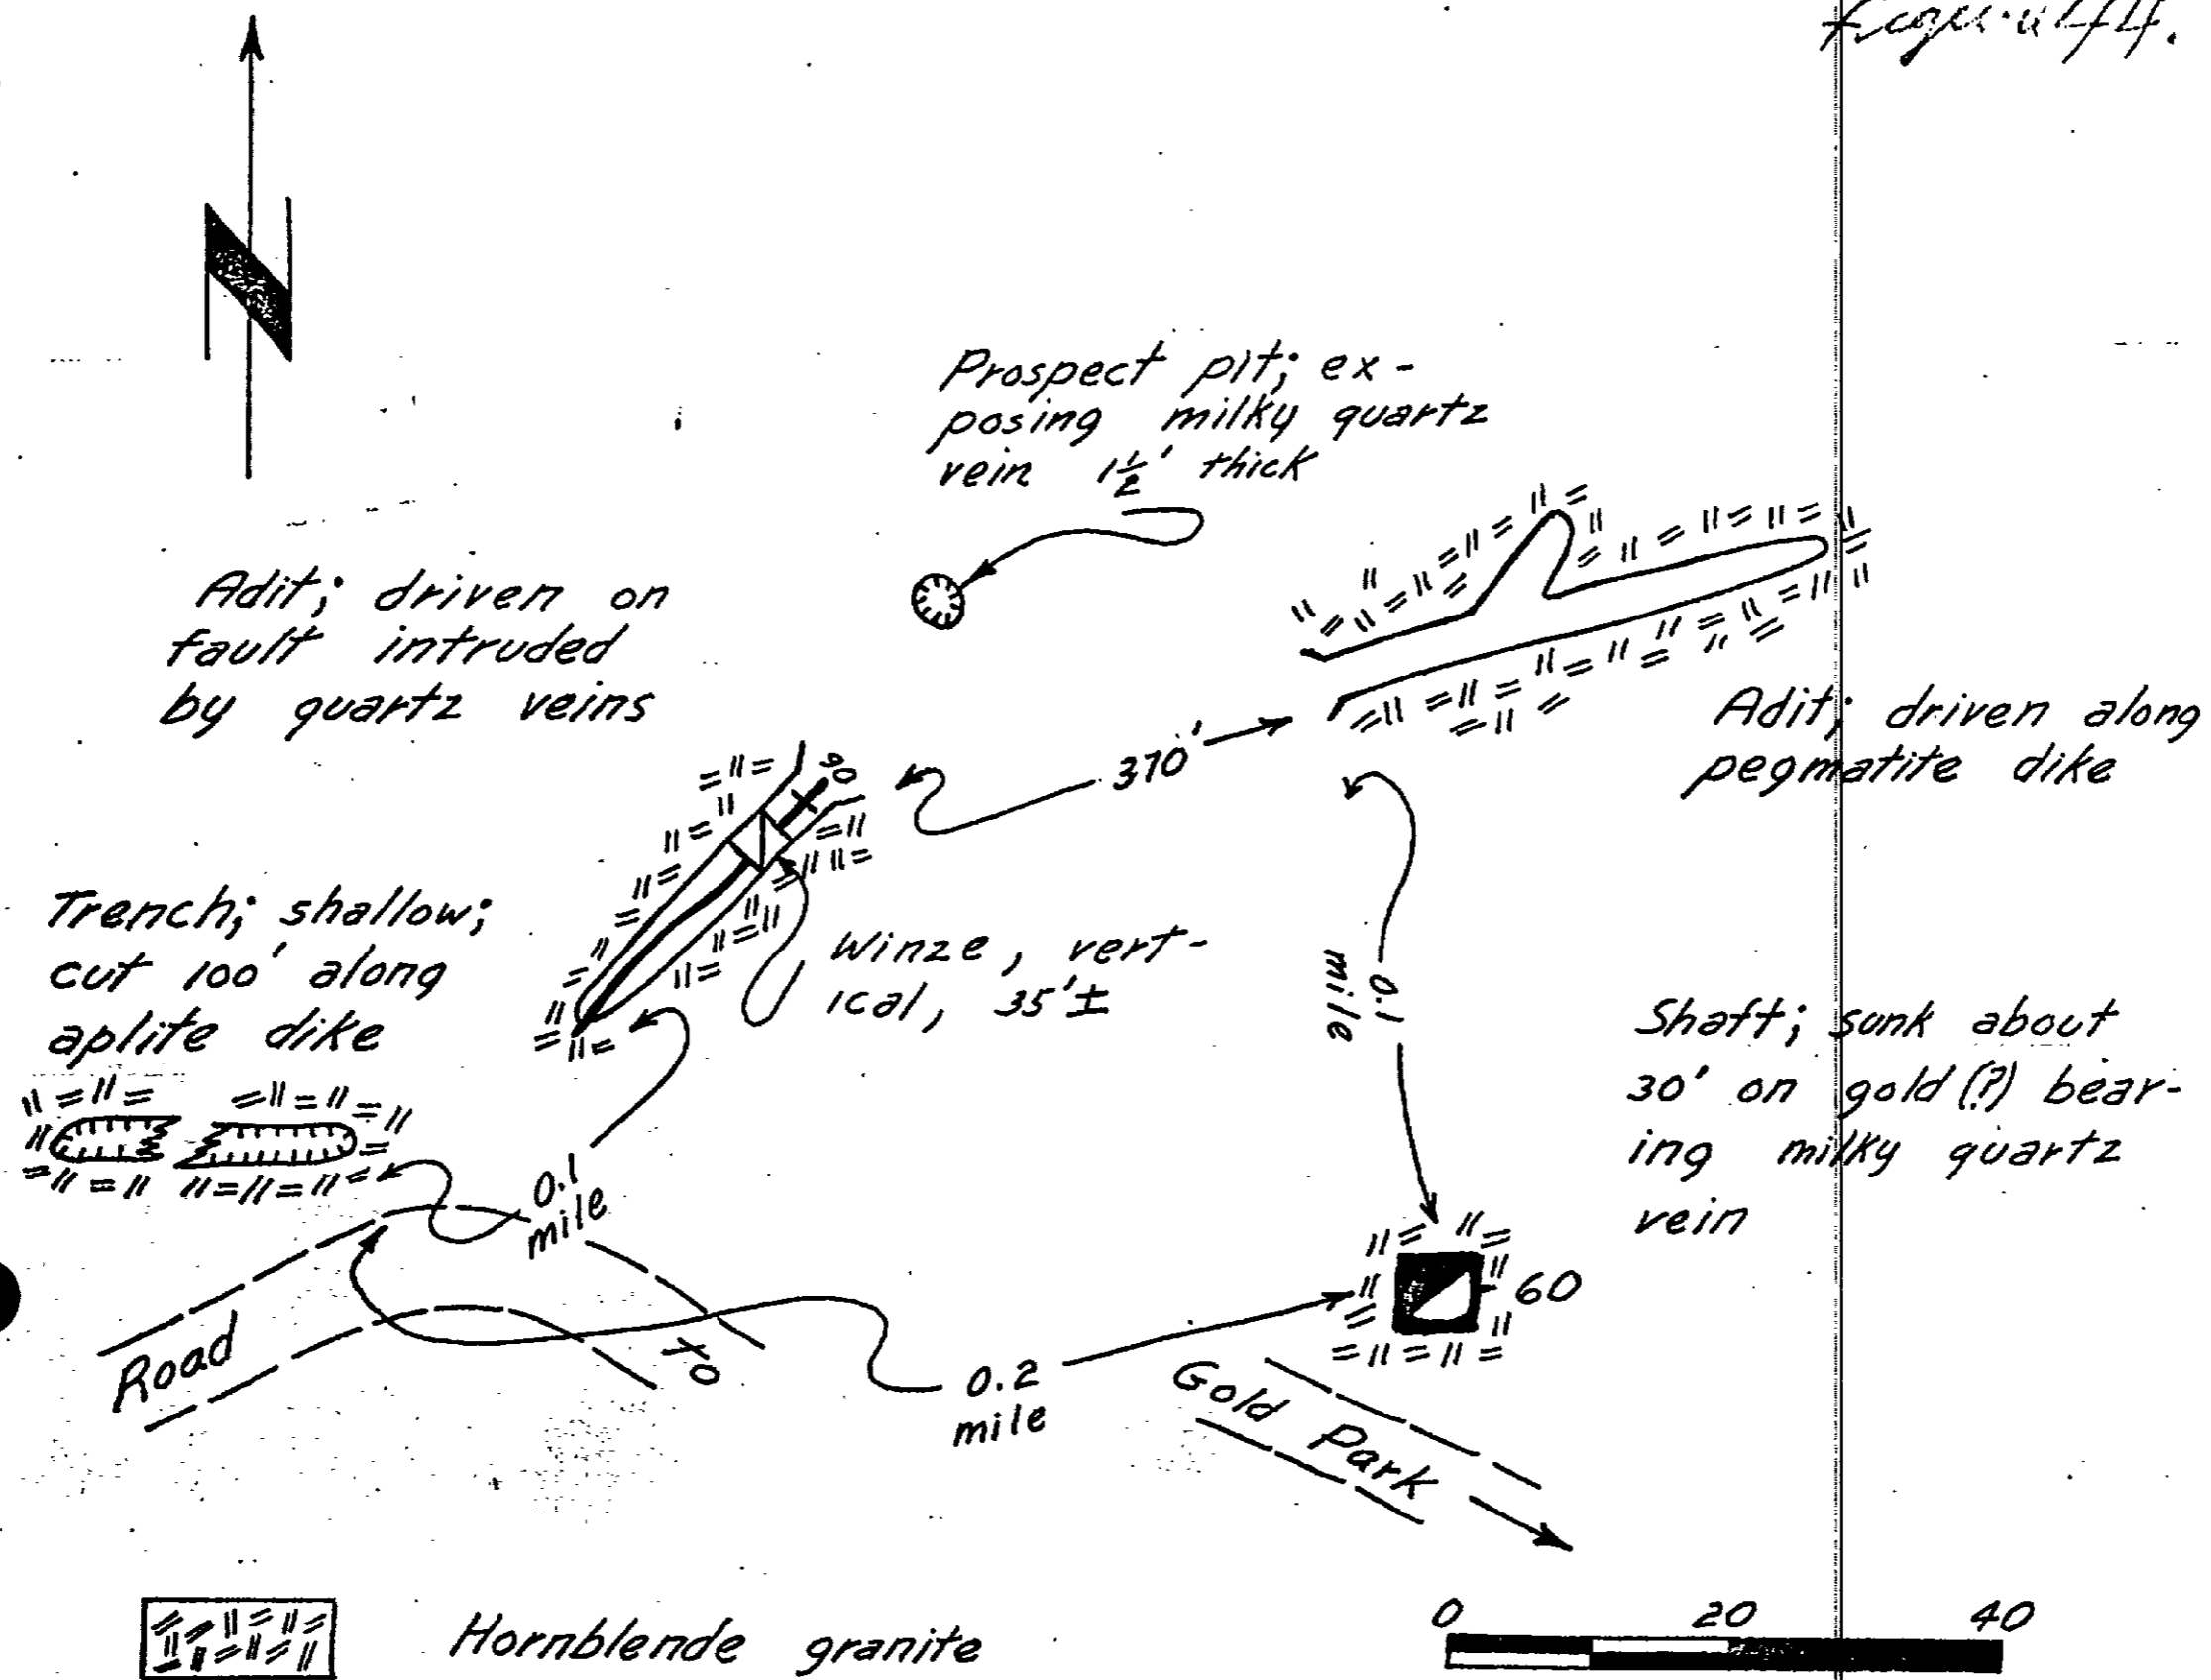 Figure 44.
N
Prospect pit; ex-
posing milky quartz
vein 1½' thick
Adit; driven on
fault intruded
by quartz veins
Adit; driven along
pegmatite dike
370'
90
Trench; shallow;
cut 100' along
aplite dike
Winze, vert-
ical, 35'±
0.1
mile
Shaft; sunk about
30' on gold (?) bear-
ing milky quartz
vein
0.1
mile
60
Road
To
0.2
mile
Gold Park
Hornblende granite
0 20 40